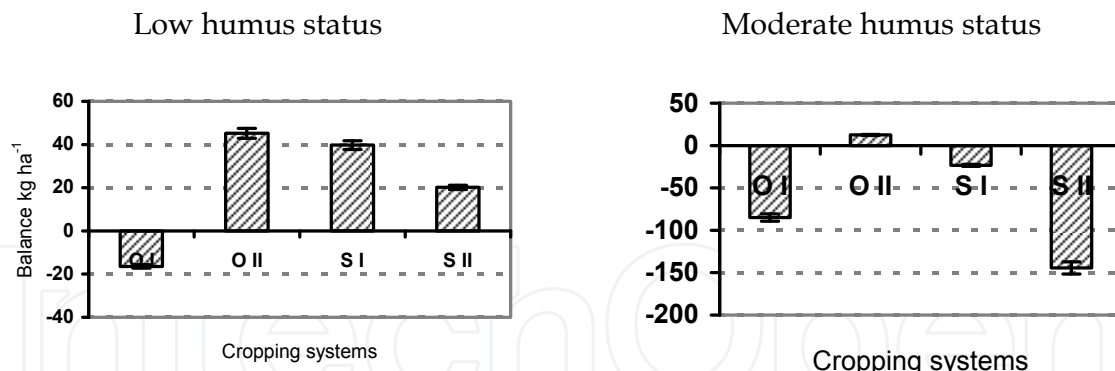 Low humus status
Moderate humus status
Balance kg ha-1
60
40
20
0
-20
-40
O I
O II
S I
S II
Cropping systems
50
0
-50
-100
-150
-200
O I
O II
S I
S II
Cropping systems
InTechOpen